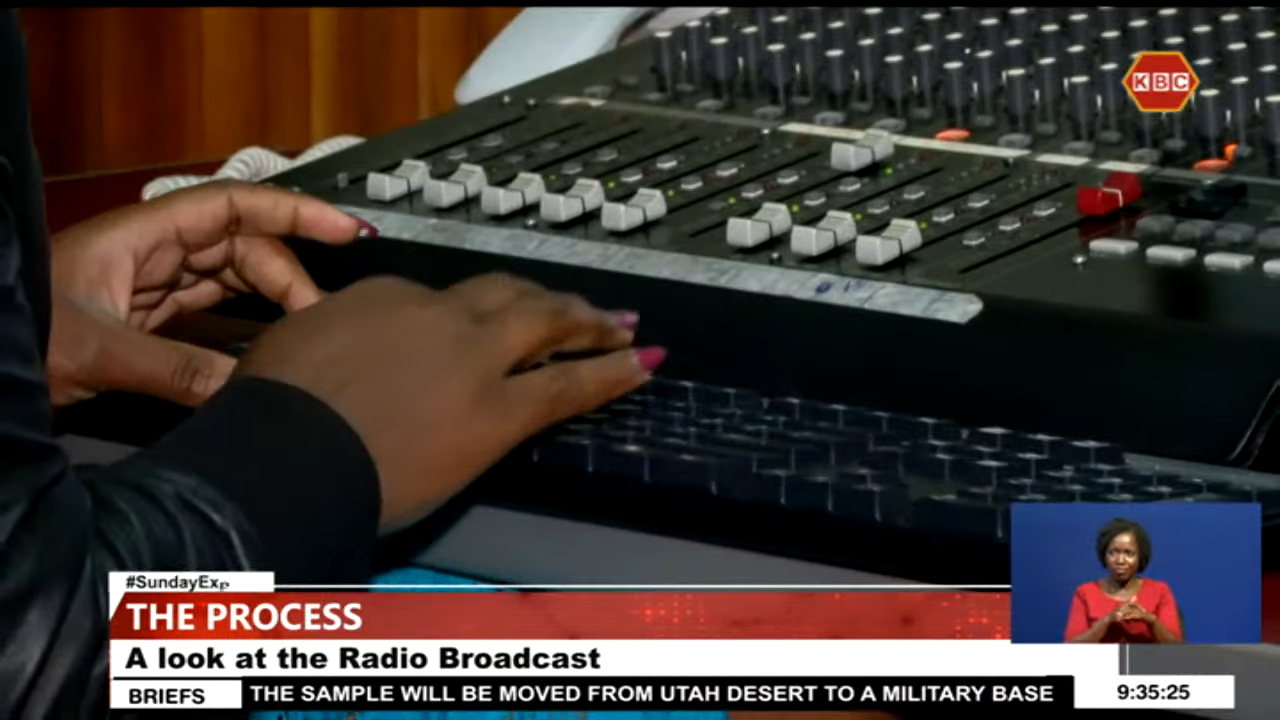 KBC
#SundayExp
THE PROCESS
A look at the Radio Broadcast
BRIEFS
THE SAMPLE WILL BE MOVED FROM UTAH DESERT TO A MILITARY BASE
9:35:25